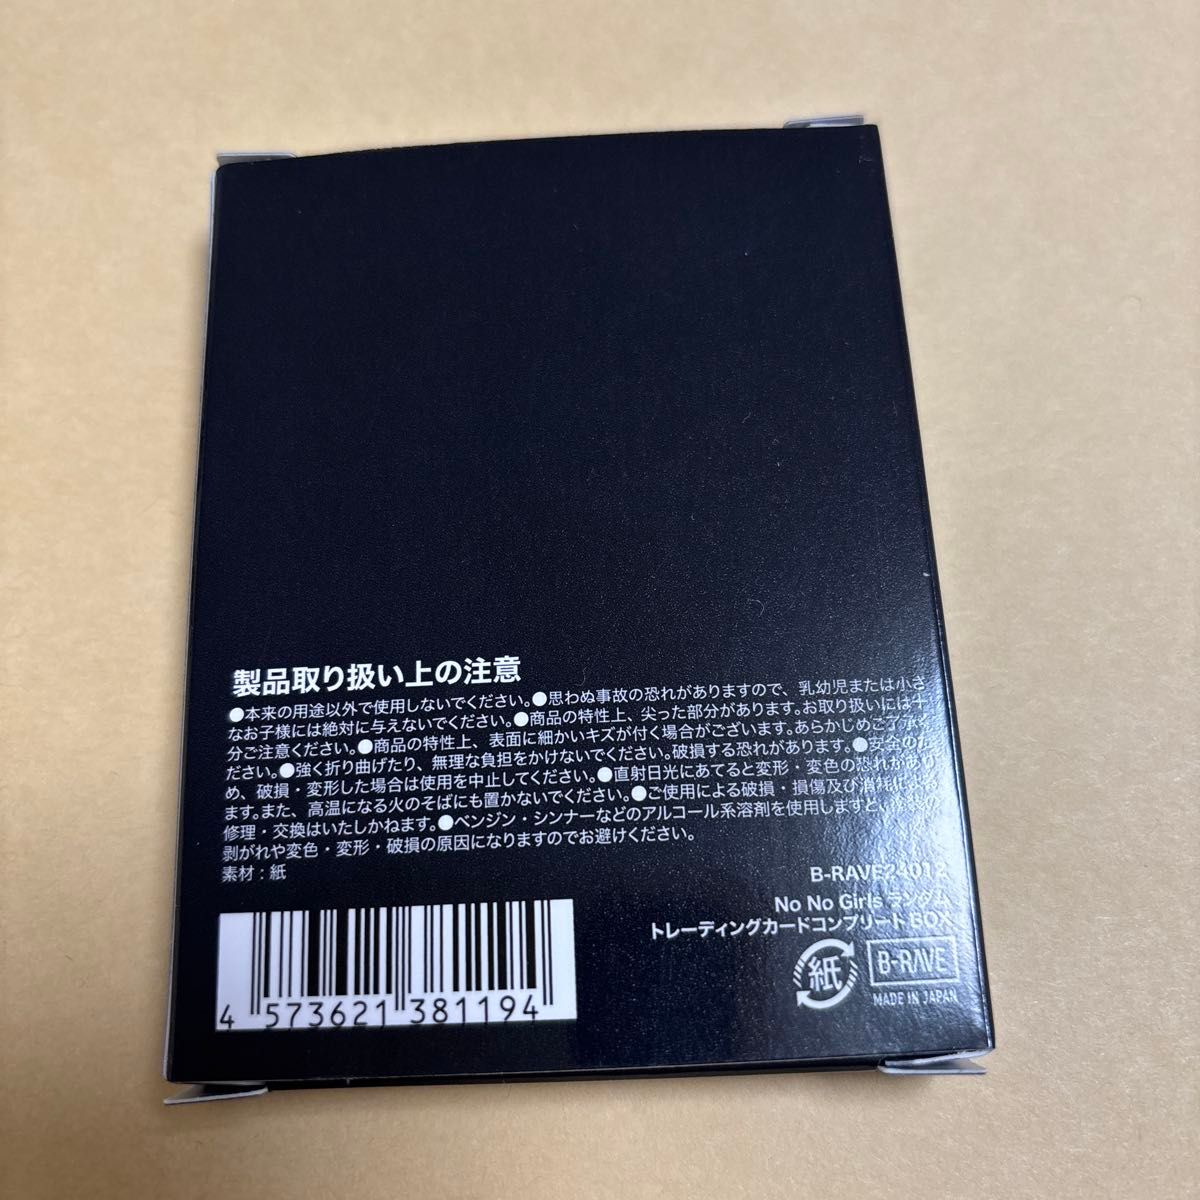 製品取り扱い上の注意
●本来の用途以外で使用しないでください。●思わぬ事故の恐れがありますので、乳幼児または小さ
なお子様には絶対に与えないでください。●商品の特性上、尖った部分があります。お取り扱いには十
分ご注意ください。●商品の特性上、表面に細かいキズが付く場合がございます。あらかじめご了承く
ださい。●強く折り曲げたり、無理な負担をかけないでください。破損する恐れがあります。●安全のた
め、破損・変形した場合は使用を中止してください。●直射日光にあてると変形・変色の恐れがあり
ます。また、高温になる火のそばにも置かないでください。●ご使用による破損・損傷及び消耗による
修理・交換はいたしかねます。●ベンジン・シンナーなどのアルコール系溶剤を使用しますと、塗装の
剥がれや変色・変形・破損の原因になりますのでお避けください。
素材：紙
B-RAVE24012
No No Girls ランダム
トレーディングカードコンプリート BOX
紙
B-RAVE
MADE IN JAPAN
4 573621 381194